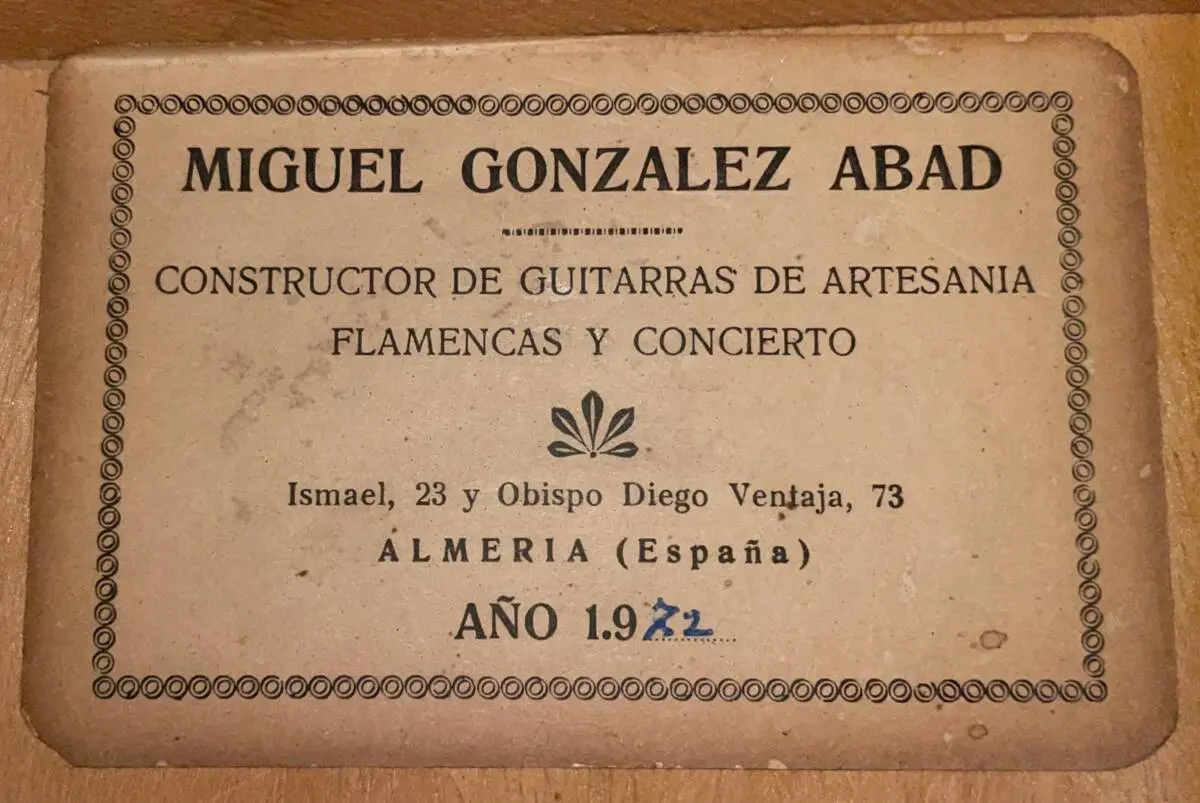 MIGUEL GONZALEZ ABAD
CONSTRUCTOR DE GUITARRAS DE ARTESANIA
FLAMENCAS Y CONCIERTO
Ismael, 23 y Obispo Diego Ventaja, 73
ALMERIA (España)
AÑO 1.972